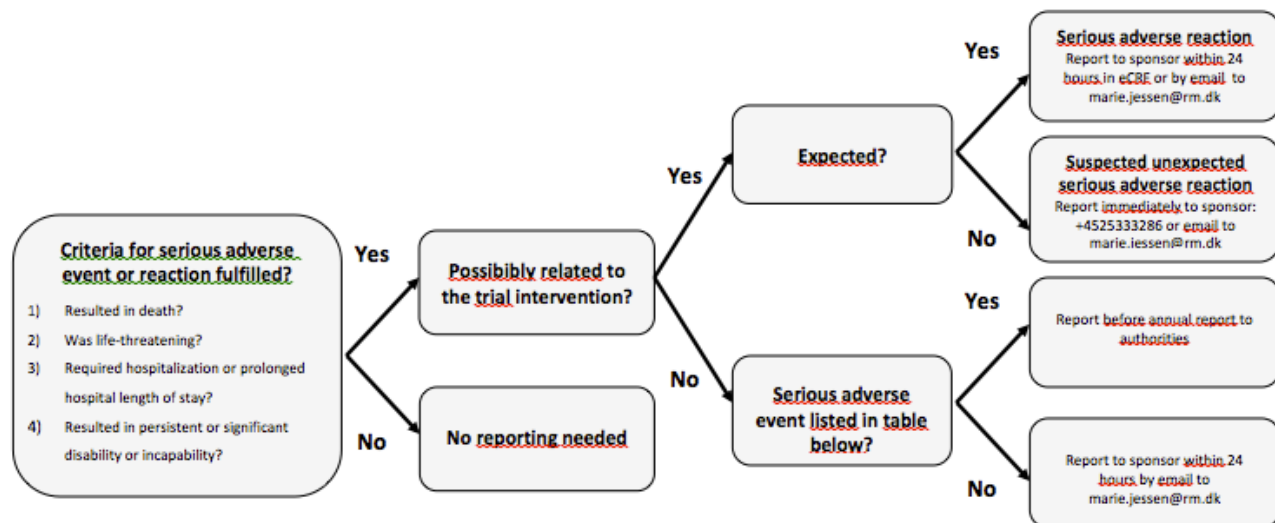 Criteria for serious adverse
event or reaction fulfilled?
1) Resulted in death?
2) Was life-threatening?
3) Required hospitalization or prolonged
hospital length of stay?
4) Resulted in persistent or significant
disability or incapability?
Yes
No
Possibibly related to
the trial intervention?
No reporting needed
Yes
No
Expected?
Serious adverse
event listed in table
below?
Yes
No
Yes
No
Serious adverse reaction
Report to sponsor within 24
hours in eCRF or by email to
marie.jessen@rm.dk
Suspected unexpected
serious adverse reaction
Report immediately to sponsor:
+4525333286 or email to
marie.jessen@rm.dk
Report before annual report to
authorities
Report to sponsor within 24
hours by email to
marie.jessen@rm.dk